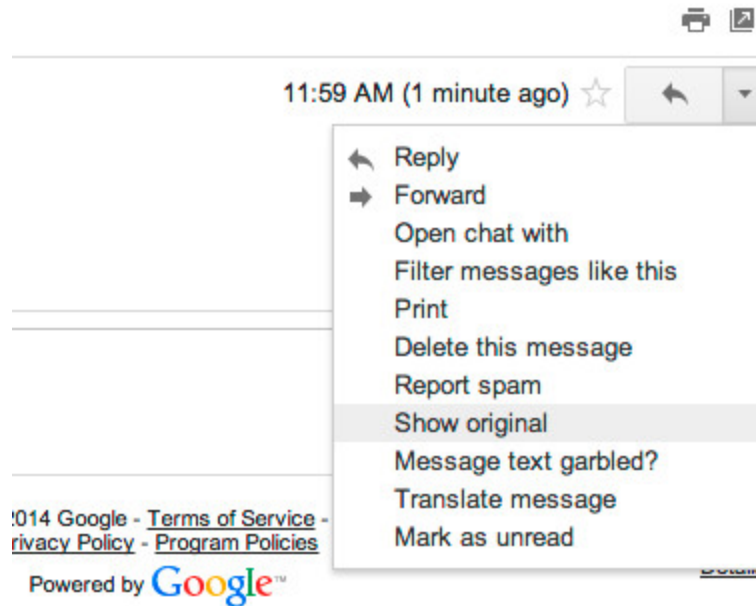 11:59 AM (1 minute ago)
Reply
Forward
Open chat with
Filter messages like this
Print
Delete this message
Report spam
Show original
Message text garbled?
Translate message
Mark as unread
2014 Google - Terms of Service -
rivacy Policy - Program Policies
Powered by Google™